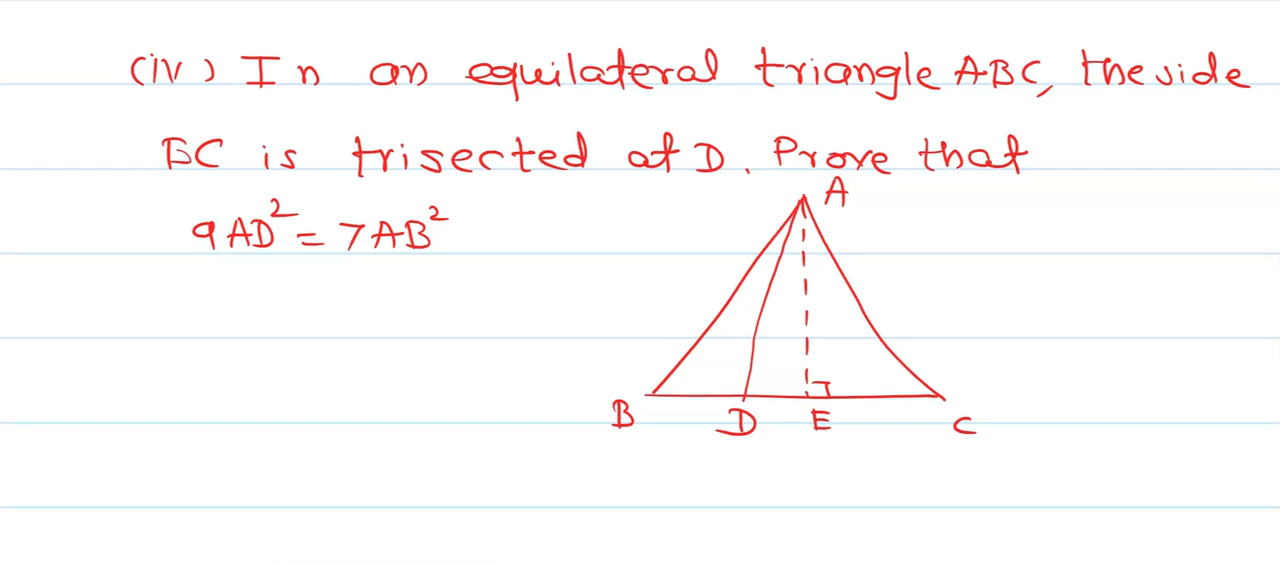 (iv) In an equilateral triangle ABC, the side
BC is trisected at D. Prove that
9AD² = 7AB²
A
B
D
E
C